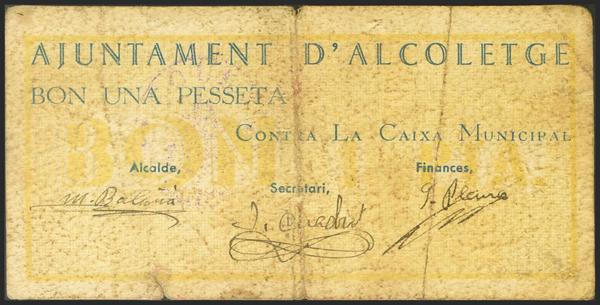 AJUNTAMENT D'ALCOLETGE
BON UNA PESSETA
CONTRA LA CAIXA MUNICIPAL
Alcalde,
Secretari,
Finances,